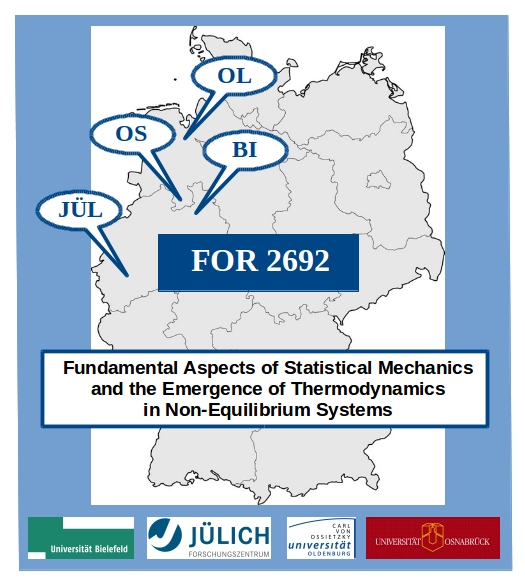 OL
OS
BI
JÜL
FOR 2692
Fundamental Aspects of Statistical Mechanics
and the Emergence of Thermodynamics
in Non-Equilibrium Systems
Universität Bielefeld
JÜLICH
FORSCHUNGSZENTRUM
CARL
VON
OSSIETZKY
universität
OLDENBURG
UNIVERSITÄT OSNABRÜCK